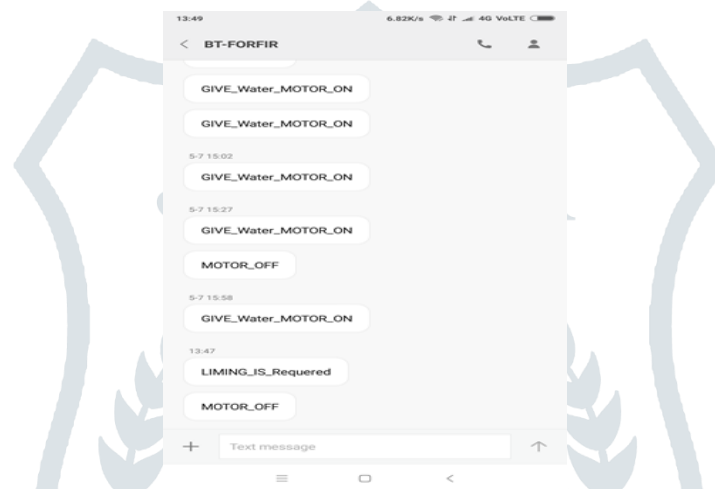 13:49 6.82K/s 4G VoLTE
BT-FORFIR
GIVE_Water_MOTOR_ON
GIVE_Water_MOTOR_ON
5-7 15:02
GIVE_Water_MOTOR_ON
5-7 15:27
GIVE_Water_MOTOR_ON
MOTOR_OFF
5-7 15:58
GIVE_Water_MOTOR_ON
13:47
LIMING_IS_Requered
MOTOR_OFF
Text message